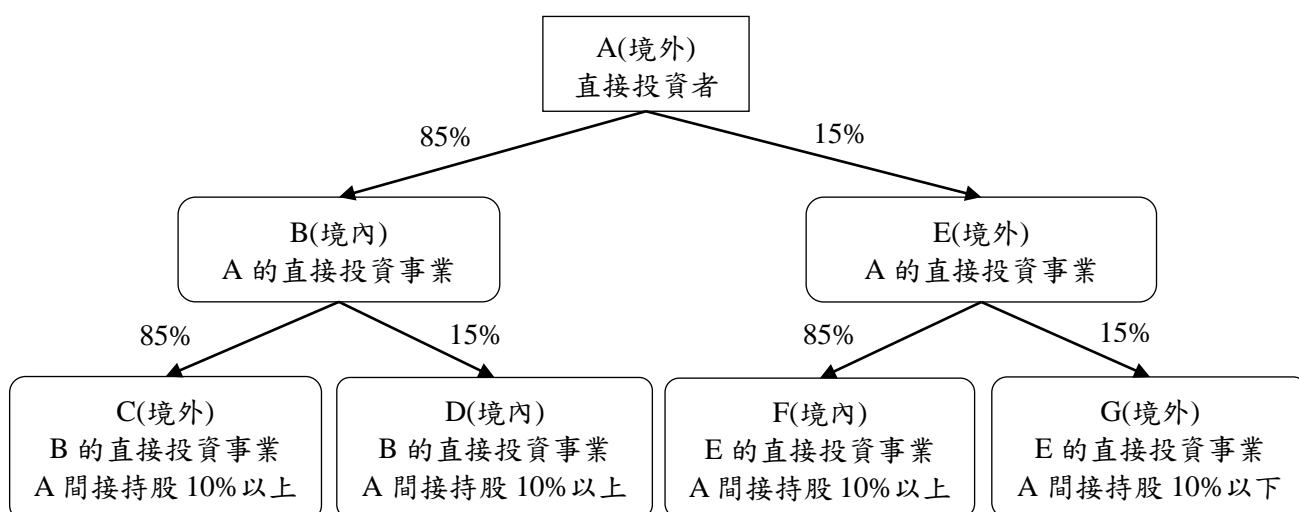 A(境外)
直接投資者
85%
15%
B(境內)
A 的直接投資事業
E(境外)
A 的直接投資事業
85%
15%
85%
15%
C(境外)
B 的直接投資事業
A 間接持股 10%以上
D(境內)
B 的直接投資事業
A 間接持股 10%以上
F(境內)
E 的直接投資事業
A 間接持股 10%以上
G(境外)
E 的直接投資事業
A 間接持股 10%以下